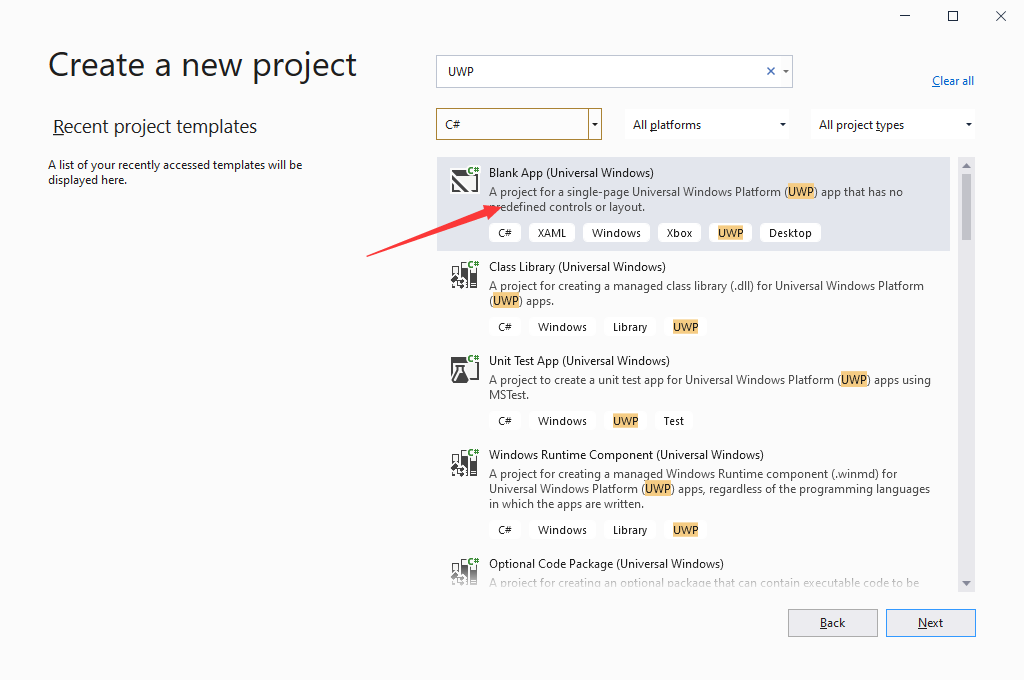 Create a new project
UWP
Clear all
Recent project templates
C#
All platforms
All project types
A list of your recently accessed templates will be
displayed here.
C#
Blank App (Universal Windows)
A project for a single-page Universal Windows Platform (UWP) app that has no
predefined controls or layout.
C# XAML Windows Xbox UWP Desktop
C#
Class Library (Universal Windows)
A project for creating a managed class library (.dll) for Universal Windows Platform
(UWP) apps.
C# Windows Library UWP
C#
Unit Test App (Universal Windows)
A project to create a unit test app for Universal Windows Platform (UWP) apps using
MSTest.
C# Windows UWP Test
C#
Windows Runtime Component (Universal Windows)
A project for creating a managed Windows Runtime component (.winmd) for
Universal Windows Platform (UWP) apps, regardless of the programming languages
in which the apps are written.
C# Windows Library UWP
C#
Optional Code Package (Universal Windows)
A project for creating an optional package that can contain executable code to be
Back
Next